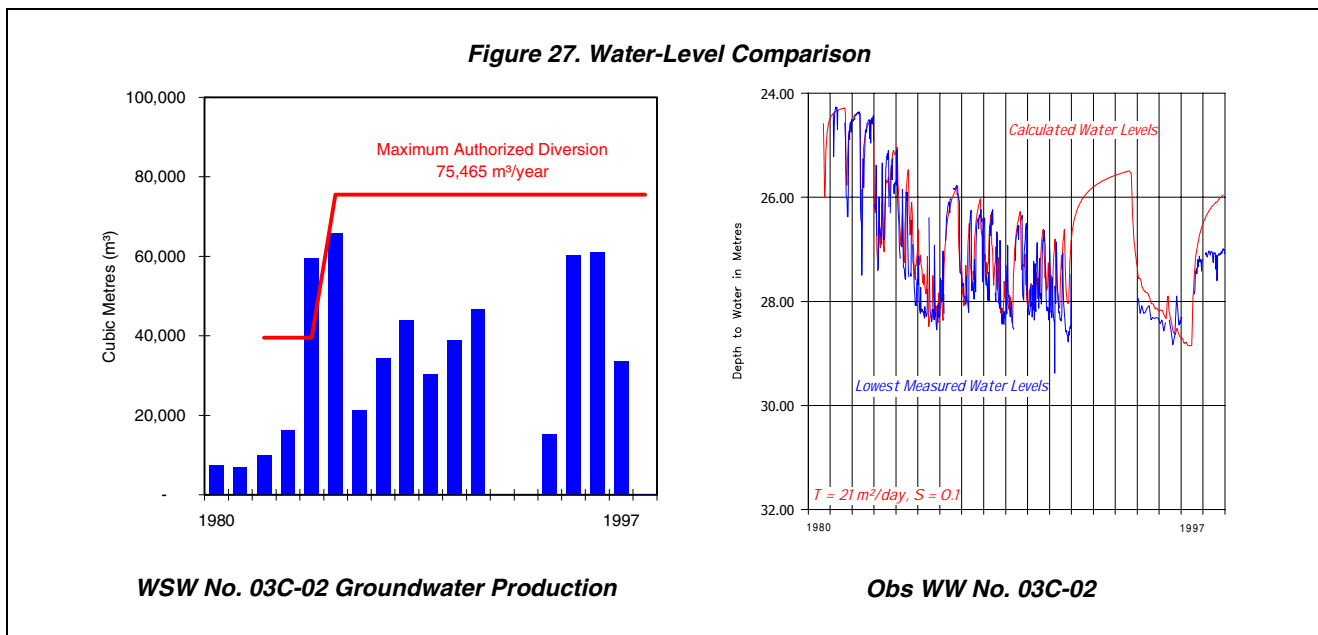 Figure 27. Water-Level Comparison
100,000
80,000
60,000
40,000
20,000
-
Cubic Metres (m³)
Maximum Authorized Diversion
75,465 m³/year
1980
1997
WSW No. 03C-02 Groundwater Production
24.00
26.00
28.00
30.00
32.00
Depth to Water in Metres
Calculated Water Levels
Lowest Measured Water Levels
T = 21 m²/day, S = 0.1
1980
1997
Obs WW No. 03C-02